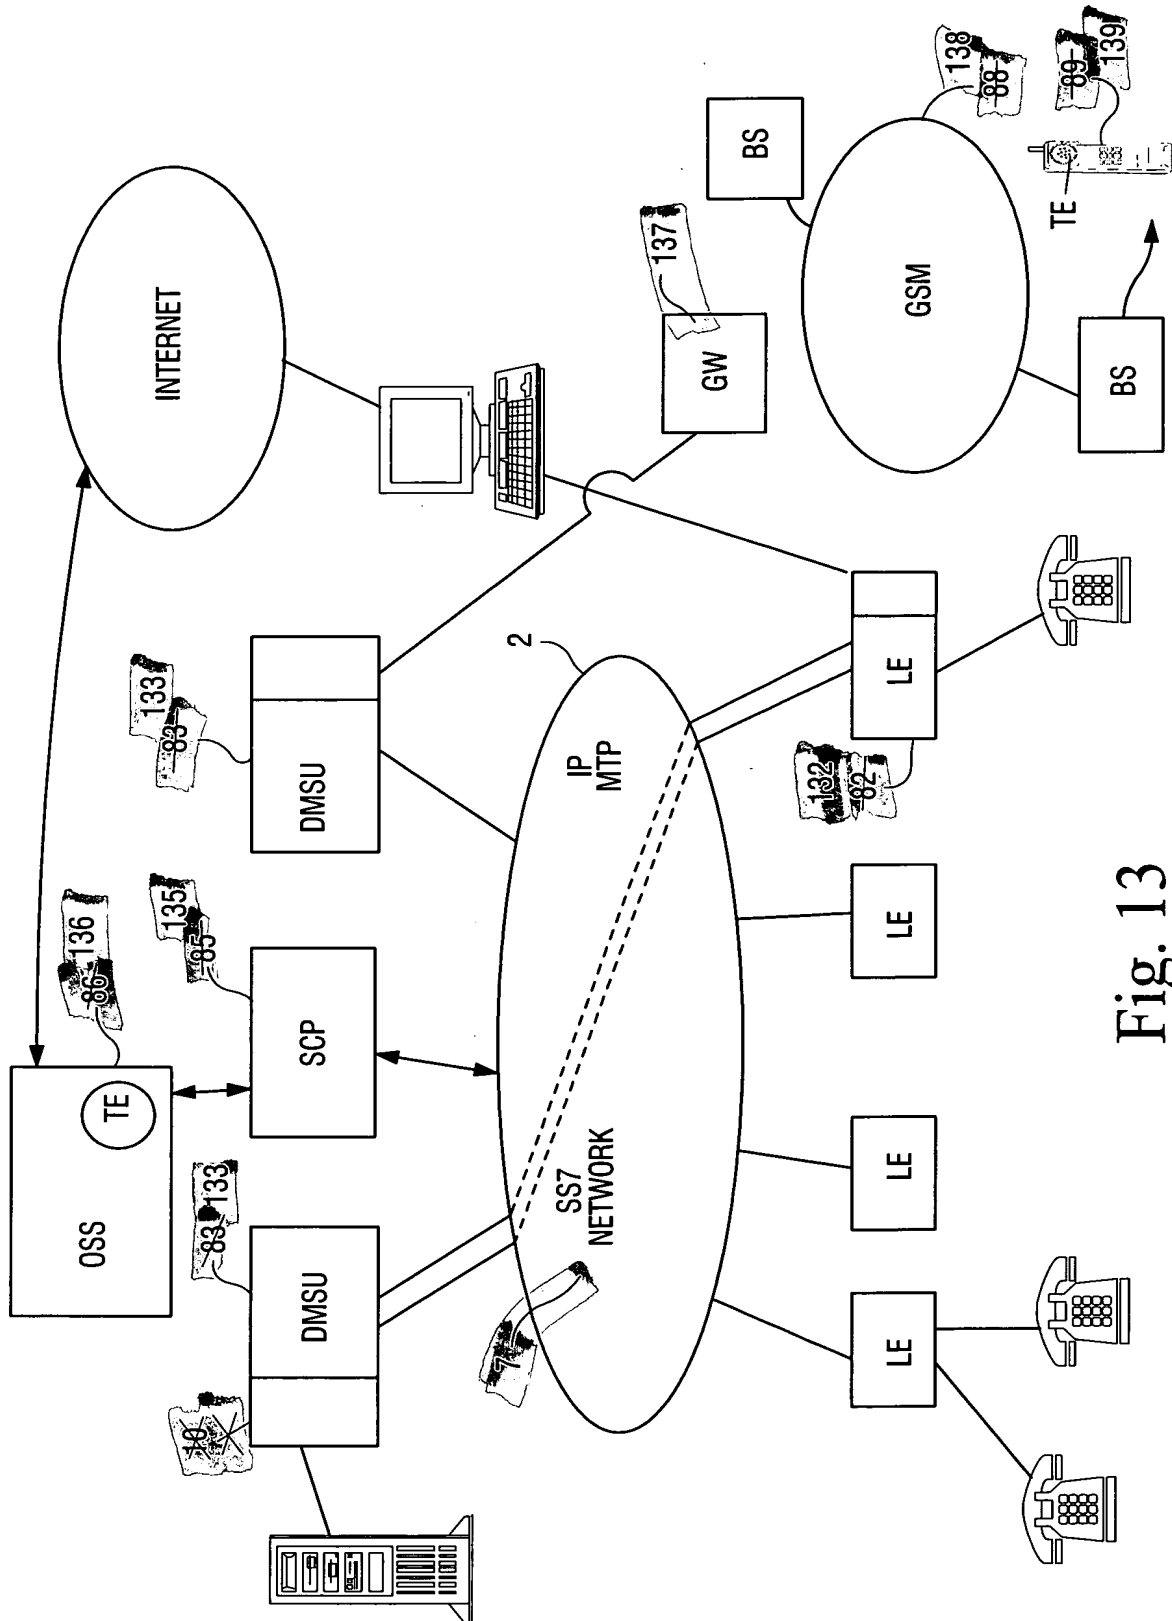 OSS
TE
86
136
INTERNET
10
83
133
DMSU
SCP
85
135
DMSU
83
133
7
SS7
NETWORK
IP
MTP
2
GW
137
BS
GSM
138
88
BS
TE
89
139
LE
LE
LE
LE
132
82
Fig. 13